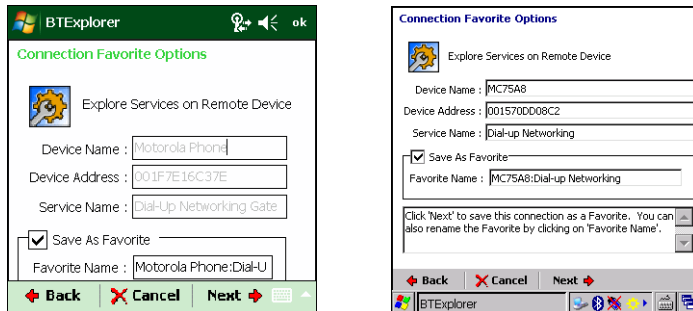 BTExplorer
ok
Connection Favorite Options
Explore Services on Remote Device
Device Name : Motorola Phone
Device Address : 001F7E16C37E
Service Name : Dial-Up Networking Gate
Save As Favorite
Favorite Name : Motorola Phone:Dial-U
Back Cancel Next
Connection Favorite Options
Explore Services on Remote Device
Device Name : MC75A8
Device Address : 001570DD08C2
Service Name : Dial-up Networking
Save As Favorite
Favorite Name : MC75A8:Dial-up Networking
Click 'Next' to save this connection as a Favorite. You can
also rename the Favorite by clicking on 'Favorite Name'.
Back Cancel Next
BTExplorer